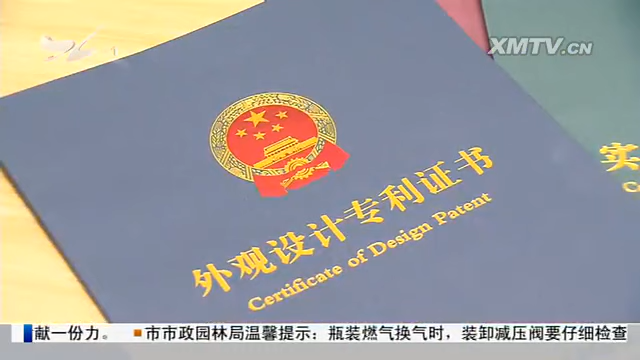 XMTV.CN
外观设计专利证书
Certificate of Design Patent
实
C
献一份力。 ■市市政园林局温馨提示：瓶装燃气换气时，装卸减压阀要仔细检查